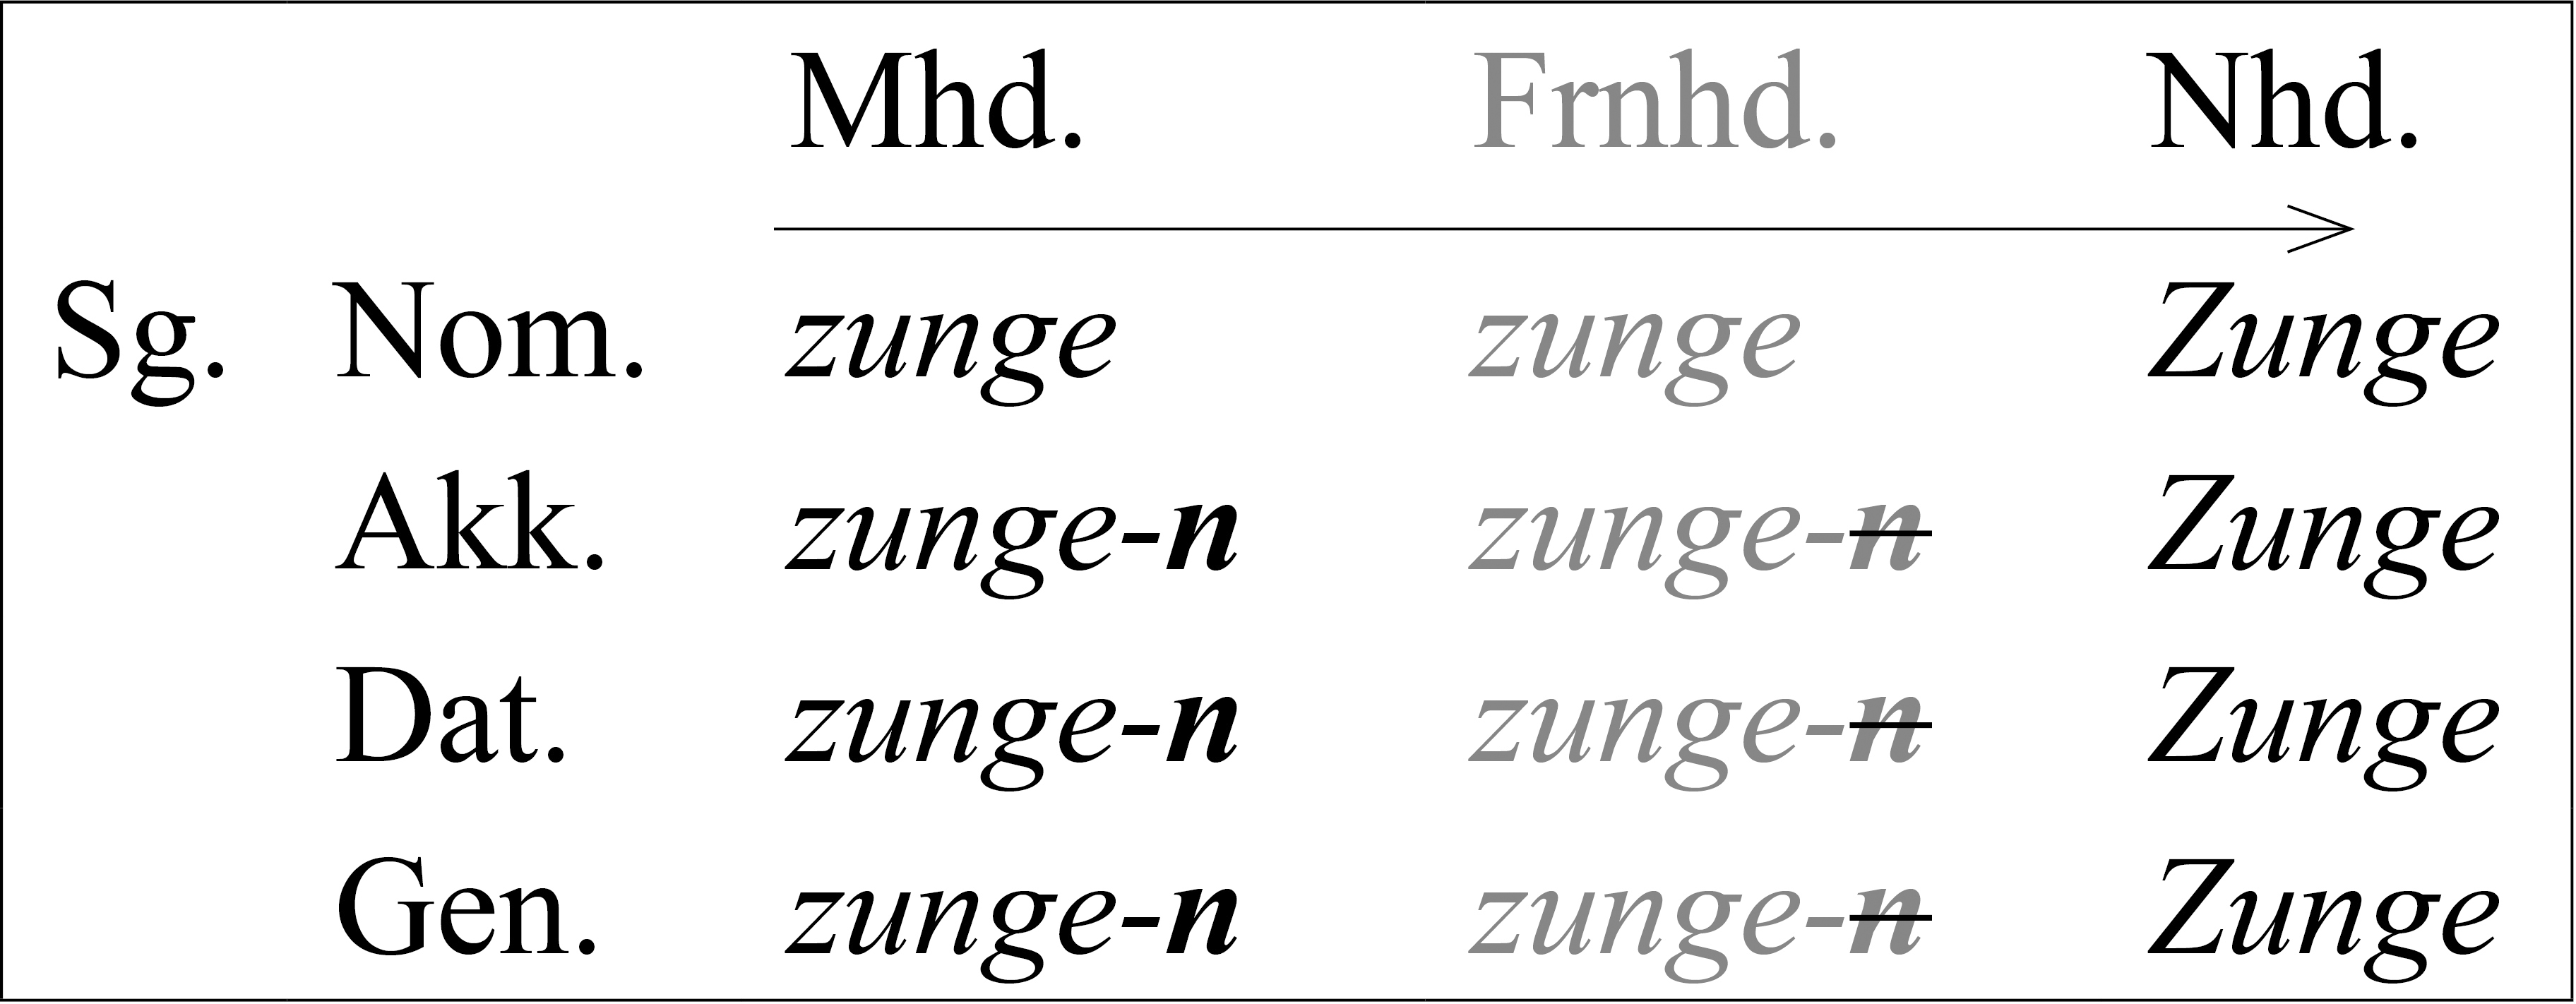 Mhd. Frnhd. Nhd.
Sg. Nom. zunge zunge Zunge
Akk. zunge-n zunge-n Zunge
Dat. zunge-n zunge-n Zunge
Gen. zunge-n zunge-n Zunge